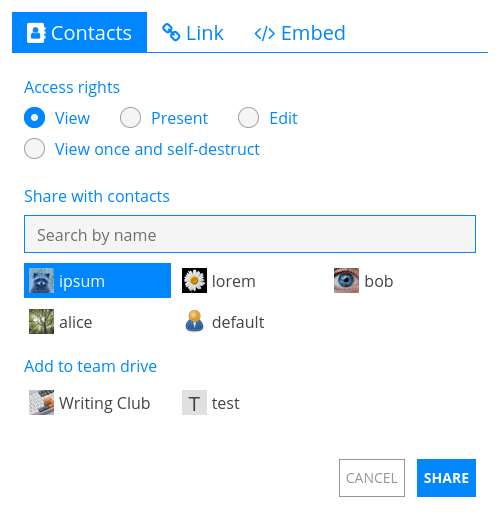 Contacts Link Embed
Access rights
View Present Edit
View once and self-destruct
Share with contacts
Search by name
ipsum lorem bob
alice default
Add to team drive
Writing Club T test
CANCEL SHARE